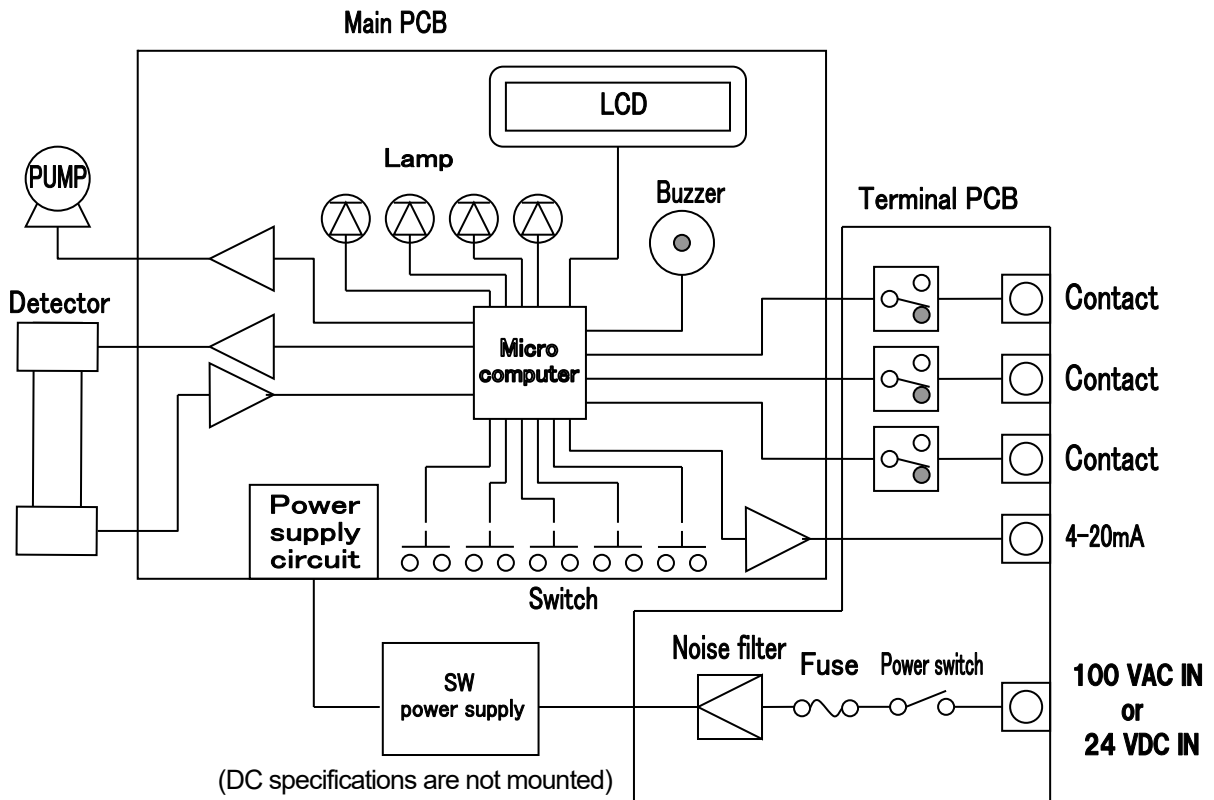 Main PCB
LCD
Lamp
PUMP
Buzzer
Terminal PCB
Detector
Contact
Micro
computer
Contact
Contact
Power
supply
circuit
4-20mA
Switch
Noise filter
Fuse
Power switch
SW
power supply
100 VAC IN
or
24 VDC IN
(DC specifications are not mounted)